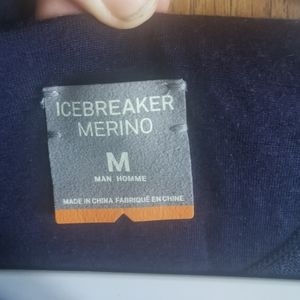 ICEBREAKER
MERINO
M
MAN HOMME
MADE IN CHINA FABRIQUÉ EN CHINE